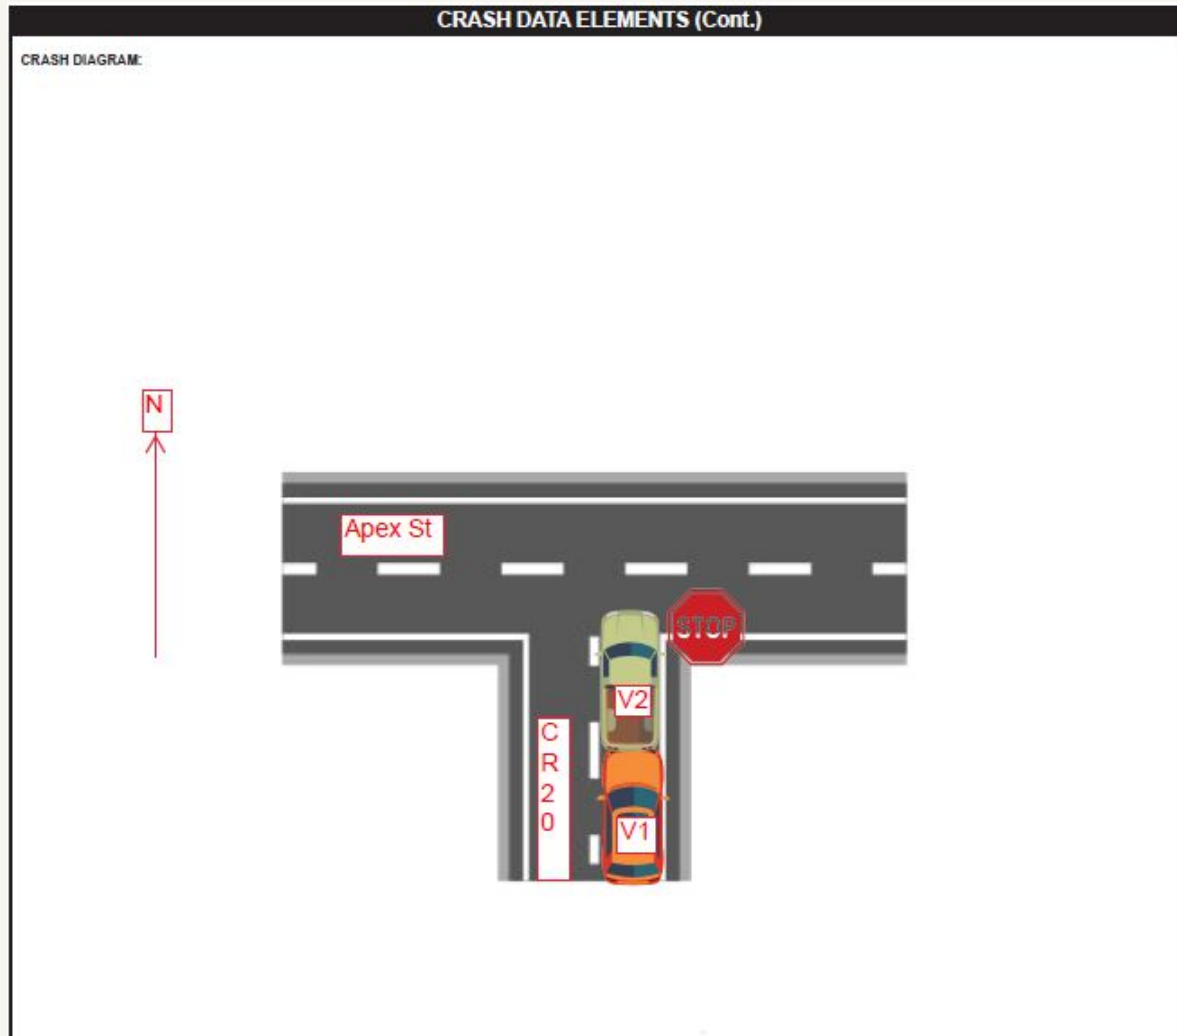 CRASH DATA ELEMENTS (Cont.)
CRASH DIAGRAM:
N
Apex St
STOP
V2
C
R
2
0
V1